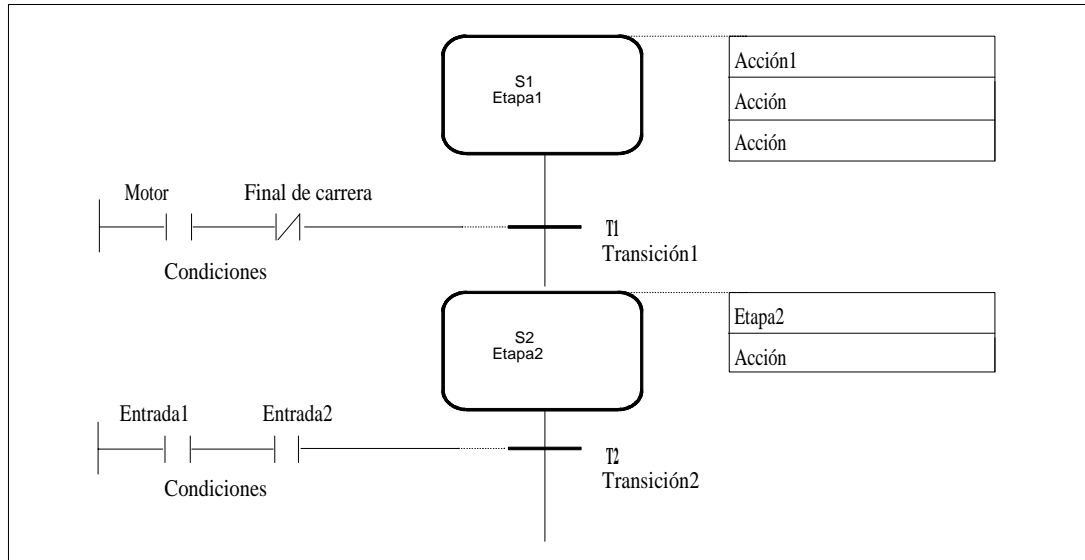 S1
Etapa1
Acción1
Acción
Acción
Motor
Final de carrera
Condiciones
T1
Transición1
S2
Etapa2
Etapa2
Acción
Entrada1
Entrada2
Condiciones
T2
Transición2